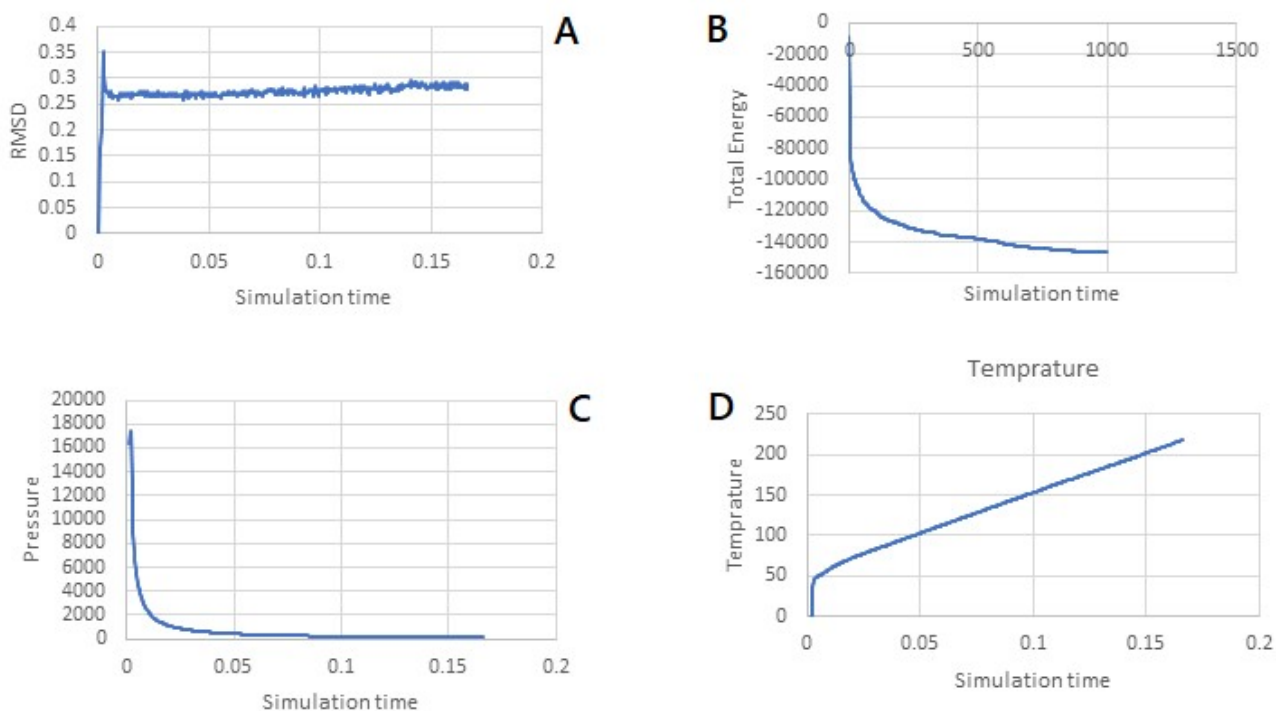 A
0.4
0.35
0.3
0.25
0.2
0.15
0.1
0.05
0
RMSD
0 0.05 0.1 0.15 0.2
Simulation time
B
0
-20000
-40000
-60000
-80000
-100000
-120000
-140000
-160000
Total Energy
0 500 1000 1500
Simulation time
C
20000
18000
16000
14000
12000
10000
8000
6000
4000
2000
0
Pressure
0 0.05 0.1 0.15 0.2
Simulation time
Temprature
D
250
200
150
100
50
0
Temprature
0 0.05 0.1 0.15 0.2
Simulation time